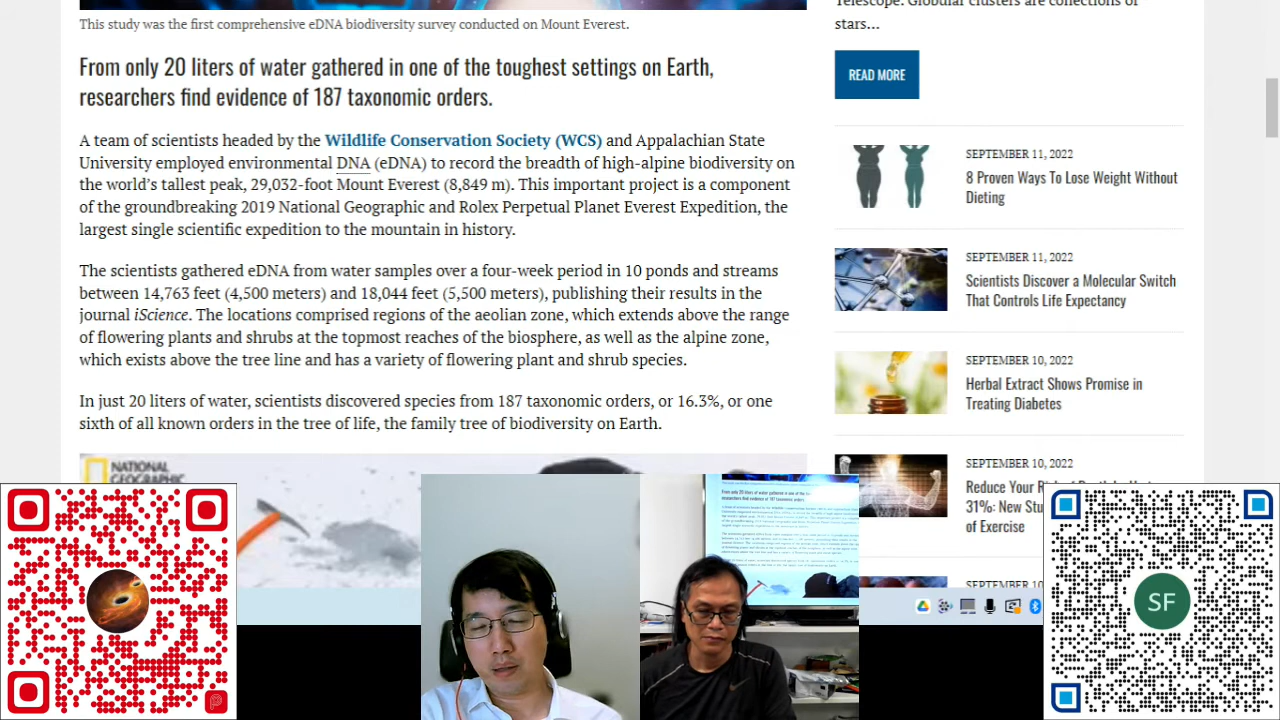 This study was the first comprehensive eDNA biodiversity survey conducted on Mount Everest.
From only 20 liters of water gathered in one of the toughest settings on Earth,
researchers find evidence of 187 taxonomic orders.
A team of scientists headed by the Wildlife Conservation Society (WCS) and Appalachian State
University employed environmental DNA (eDNA) to record the breadth of high-alpine biodiversity on
the world's tallest peak, 29,032-foot Mount Everest (8,849 m). This important project is a component
of the groundbreaking 2019 National Geographic and Rolex Perpetual Planet Everest Expedition, the
largest single scientific expedition to the mountain in history.
The scientists gathered eDNA from water samples over a four-week period in 10 ponds and streams
between 14,763 feet (4,500 meters) and 18,044 feet (5,500 meters), publishing their results in the
journal iScience. The locations comprised regions of the aeolian zone, which extends above the range
of flowering plants and shrubs at the topmost reaches of the biosphere, as well as the alpine zone,
which exists above the tree line and has a variety of flowering plant and shrub species.
In just 20 liters of water, scientists discovered species from 187 taxonomic orders, or 16.3%, or one
sixth of all known orders in the tree of life, the family tree of biodiversity on Earth.
NATIONAL
GEOGRAPHIC
Telescope. Globular clusters are collections of
stars...
READ MORE
SEPTEMBER 11, 2022
8 Proven Ways To Lose Weight Without
Dieting
SEPTEMBER 11, 2022
Scientists Discover a Molecular Switch
That Controls Life Expectancy
SEPTEMBER 10, 2022
Herbal Extract Shows Promise in
Treating Diabetes
SEPTEMBER 10, 2022
Reduce Your
31%: New
of Exercise
SEPTEMBER 10
SF